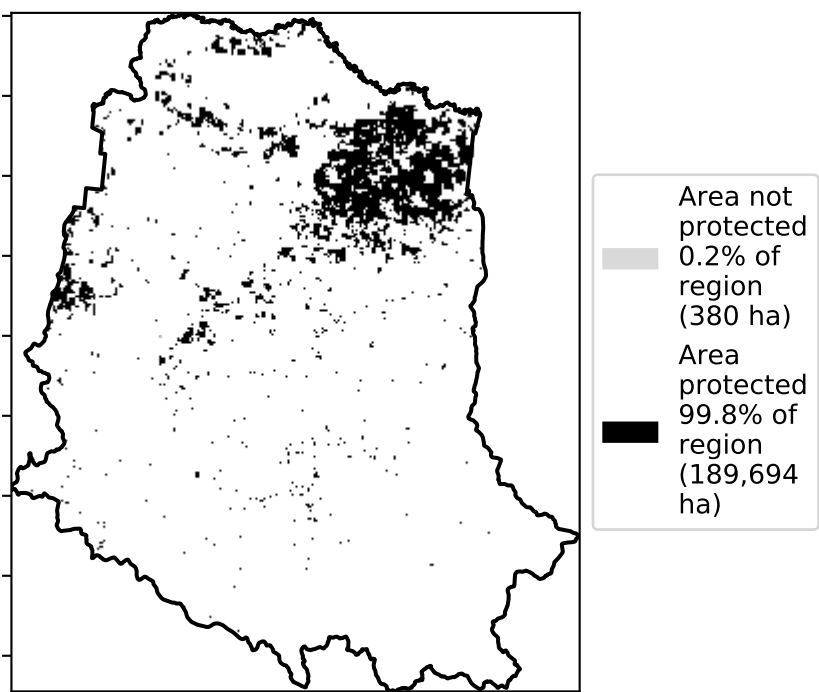 Area not
protected
0.2% of
region
(380 ha)
Area
protected
99.8% of
region
(189,694
ha)